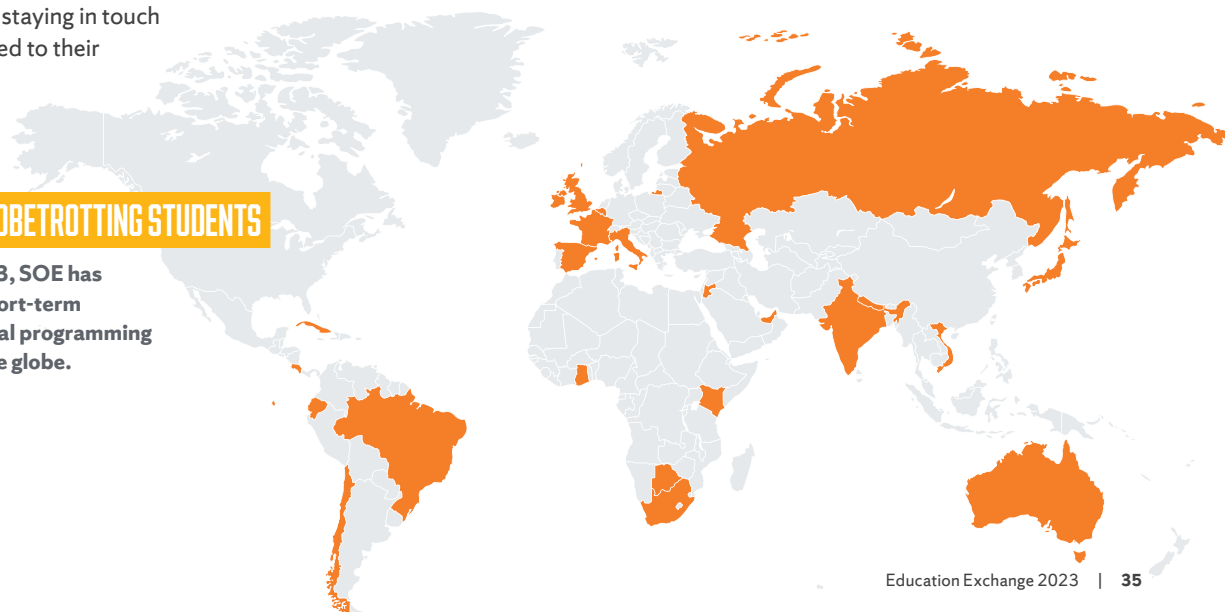 staying in touch
ed to their
OBETROTTING STUDENTS
3, SOE has
ort-term
al programming
e globe.
Education Exchange 2023 | 35